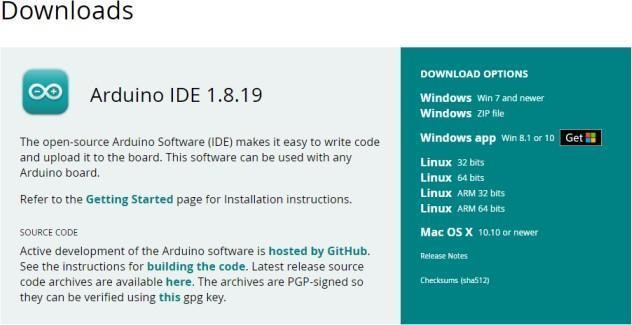 Downloads
Arduino IDE 1.8.19
The open-source Arduino Software (IDE) makes it easy to write code
and upload it to the board. This software can be used with any
Arduino board.
Refer to the Getting Started page for Installation instructions.
SOURCE CODE
Active development of the Arduino software is hosted by GitHub.
See the instructions for building the code. Latest release source
code archives are available here. The archives are PGP-signed so
they can be verified using this gpg key.
DOWNLOAD OPTIONS
Windows Win 7 and newer
Windows ZIP file
Windows app Win 8.1 or 10 Get
Linux 32 bits
Linux 64 bits
Linux ARM 32 bits
Linux ARM 64 bits
Mac OS X 10.10 or newer
Release Notes
Checksums (sha512)